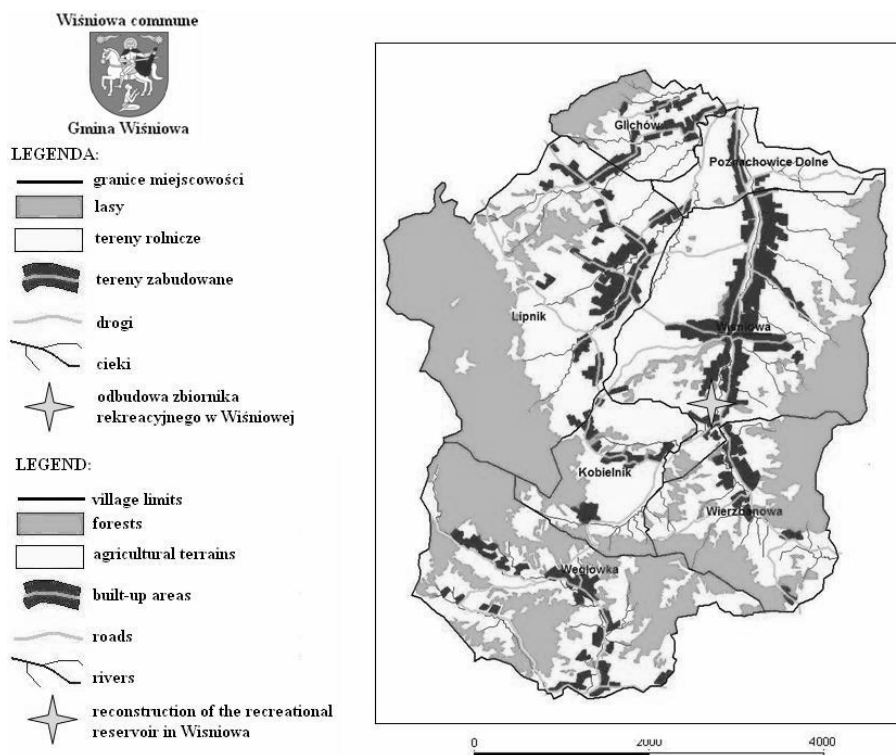 Wiśniowa commune
Gmina Wiśniowa
LEGENDA:
granice miejscowości
lasy
tereny rolnicze
tereny zabudowane
drogi
cieki
odbudowa zbiornika
rekreacyjnego w Wiśniowej
LEGEND:
village limits
forests
agricultural terrains
built-up areas
roads
rivers
reconstruction of the recreational
reservoir in Wisniowa
Glichów
Poznachowice Dolne
Lipnik
Wiśniowa
Kobielnik
Wierzbanowa
Węglówka
0 2000 4000